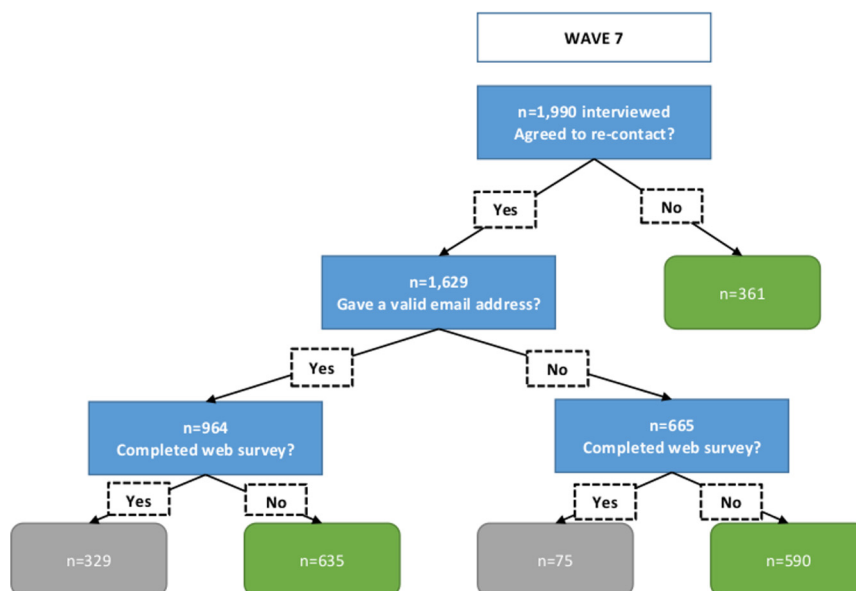 WAVE 7
n=1,990 interviewed
Agreed to re-contact?
Yes
No
n=1,629
Gave a valid email address?
n=361
Yes
No
n=964
Completed web survey?
n=665
Completed web survey?
Yes
No
Yes
No
n=329
n=635
n=75
n=590